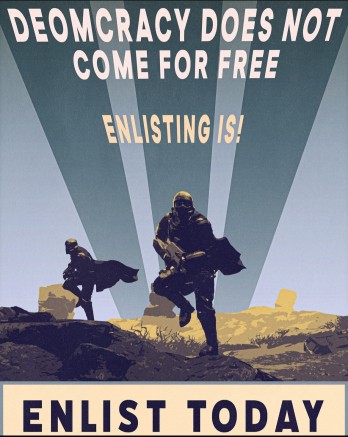 DEOMCRACY DOES NOT
COME FOR FREE
ENLISTING IS!
ENLIST TODAY